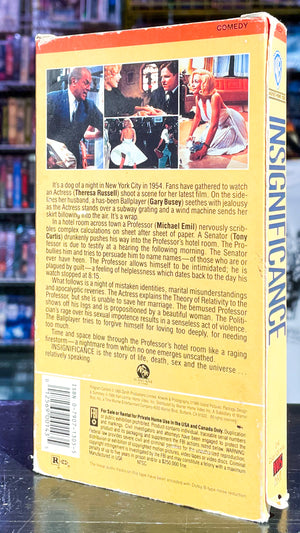 COMEDY
INSIGNIFICANCE
It's a dog of a night in New York City in 1954. Fans have gathered to watch
an Actress (Theresa Russell) shoot a scene for her latest film. On the side-
lines her husband, a has-been Ballplayer (Gary Busey) seethes with jealousy
as the Actress stands over a subway grating and a wind machine sends her
skirt billowing into the air. It's a wrap.
In a hotel room across town a Professor (Michael Emil) nervously scrib-
bles complex calculations on sheet after sheet of paper. A Senator (Tony
Curtis) drunkenly pushes his way into the Professor's hotel room. The Pro-
fessor is due to testify at a hearing the following morning. The Senator
bullies him and tries to persuade him to name names—of those who are or
ever have been. The Professor allows himself to be intimidated; he is
plagued by guilt—a feeling of helplessness which dates back to the day his
watch stopped at 8.15.
What follows is a night of mistaken identities, marital misunderstandings
and apocalyptic reveries. The Actress explains the Theory of Relativity to the
Professor, but she is unable to save her marriage. The bemused Professor
shows off his legs and is propositioned by a beautiful woman. The Politi-
cian's rage over his sexual impotence results in a senseless act of violence.
The Ballplayer tries to forgive himself for loving too deeply, for needing
too much.
Time and space blow through the Professor's hotel room like a raging
firestorm—a nightmare from which no one emerges unscathed.
INSIGNIFICANCE is the story of life, death, sex and the universe . . .
relatively speaking.
For Sale or Rental for Private Home Use in the USA and Canada Only.
R